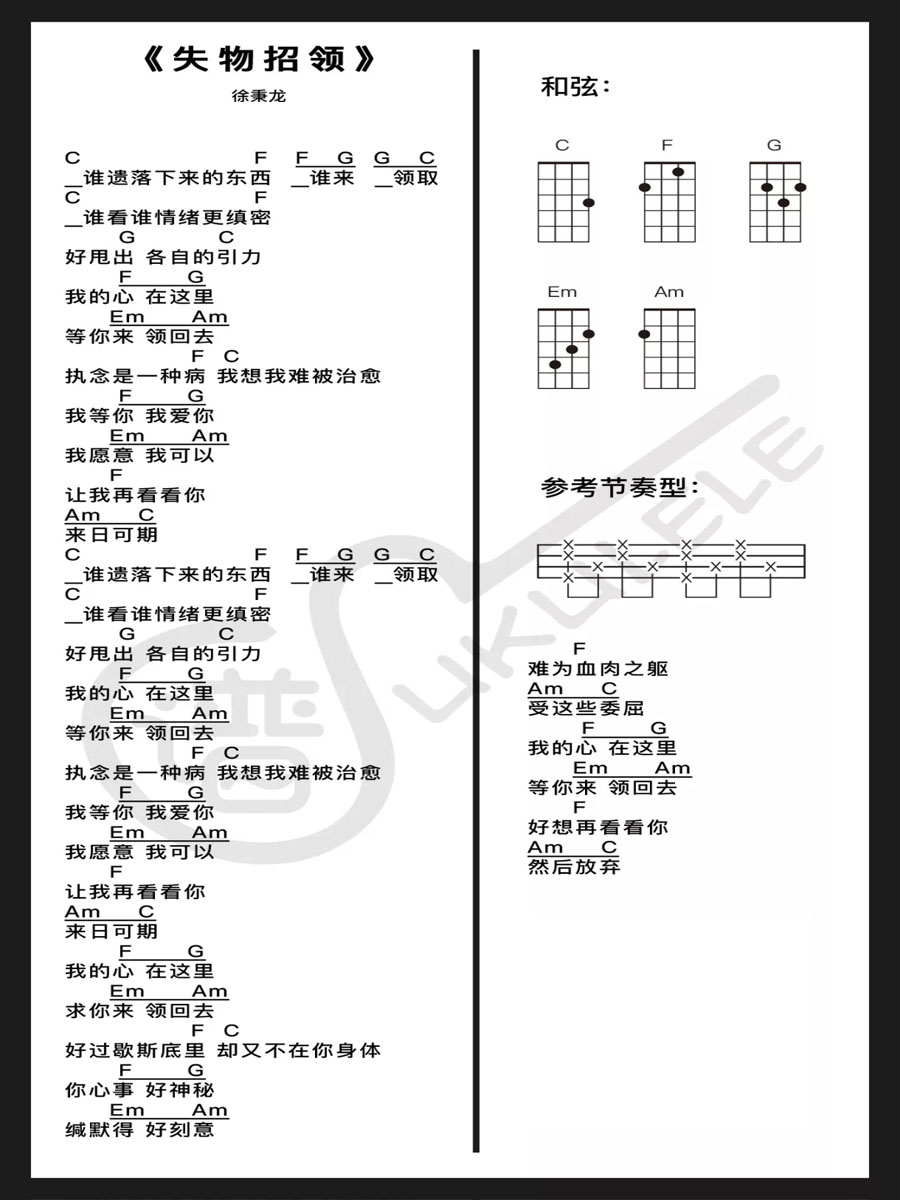 《失物招领》
徐秉龙
C F F G G C
__谁遗落下来的东西 __谁来 __领取
C F
__谁看谁情绪更缜密
G C
好甩出 各自的引力
F G
我的心 在这里
Em Am
等你来 领回去
F C
执念是一种病 我想我难被治愈
F G
我等你 我爱你
Em Am
我愿意 我可以
F
让我再看看你
Am C
来日可期
C F F G G C
__谁遗落下来的东西 __谁来 __领取
C F
__谁看谁情绪更缜密
G C
好甩出 各自的引力
F G
我的心 在这里
Em Am
等你来 领回去
F C
执念是一种病 我想我难被治愈
F G
我等你 我爱你
Em Am
我愿意 我可以
F
让我再看看你
Am C
来日可期
F G
我的心 在这里
Em Am
求你来 领回去
F C
好过歇斯底里 却又不在你身体
F G
你心事 好神秘
Em Am
缄默得 好刻意
和弦：
C F G
Em Am
参考节奏型：
F
难为血肉之躯
Am C
受这些委屈
F G
我的心 在这里
Em Am
等你来 领回去
F
好想再看看你
Am C
然后放弃
谱
UKULELE